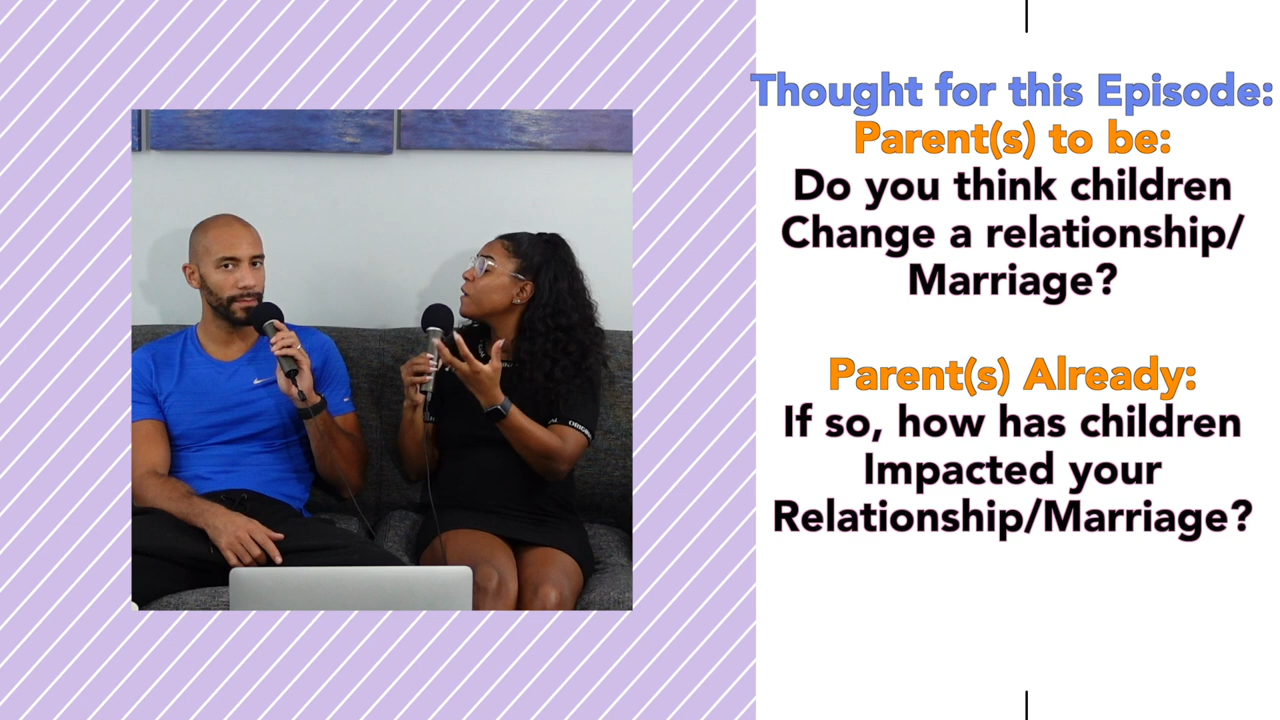 Thought for this Episode:
Parent(s) to be:
Do you think children
Change a relationship/
Marriage?
Parent(s) Already:
If so, how has children
Impacted your
Relationship/Marriage?